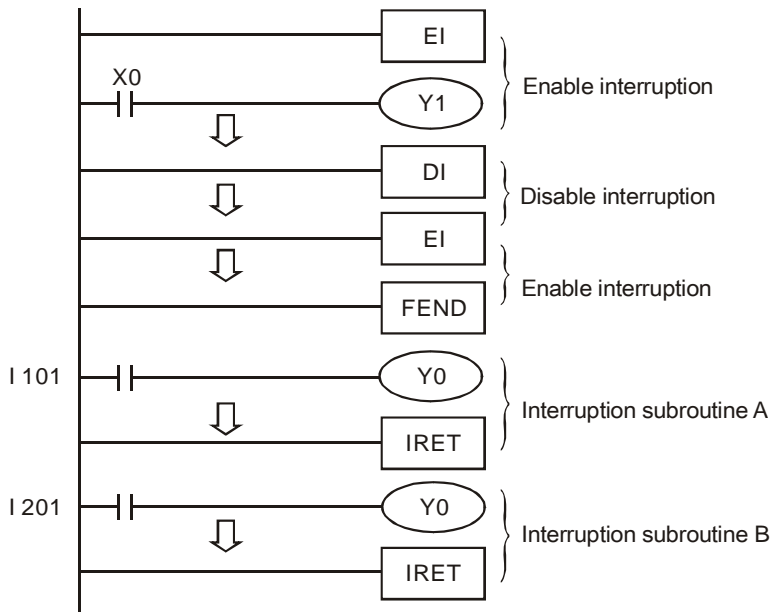 EI
X0
Y1
Enable interruption
DI
Disable interruption
EI
Enable interruption
FEND
I 101
Y0
Interruption subroutine A
IRET
I 201
Y0
Interruption subroutine B
IRET